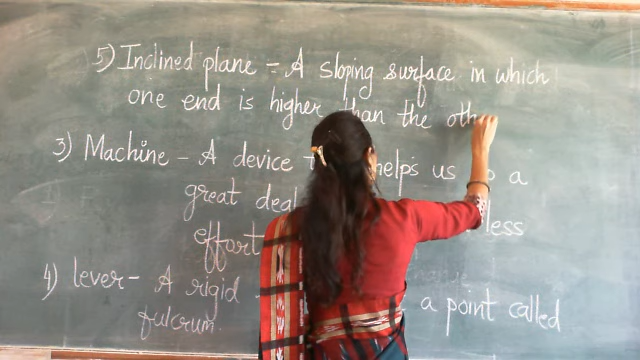 5) Inclined plane - A sloping surface in which
one end is higher than the oth
3) Machine - A device helps us a
great deal less
effort
4) lever - A rigid a point called
fulcrum.